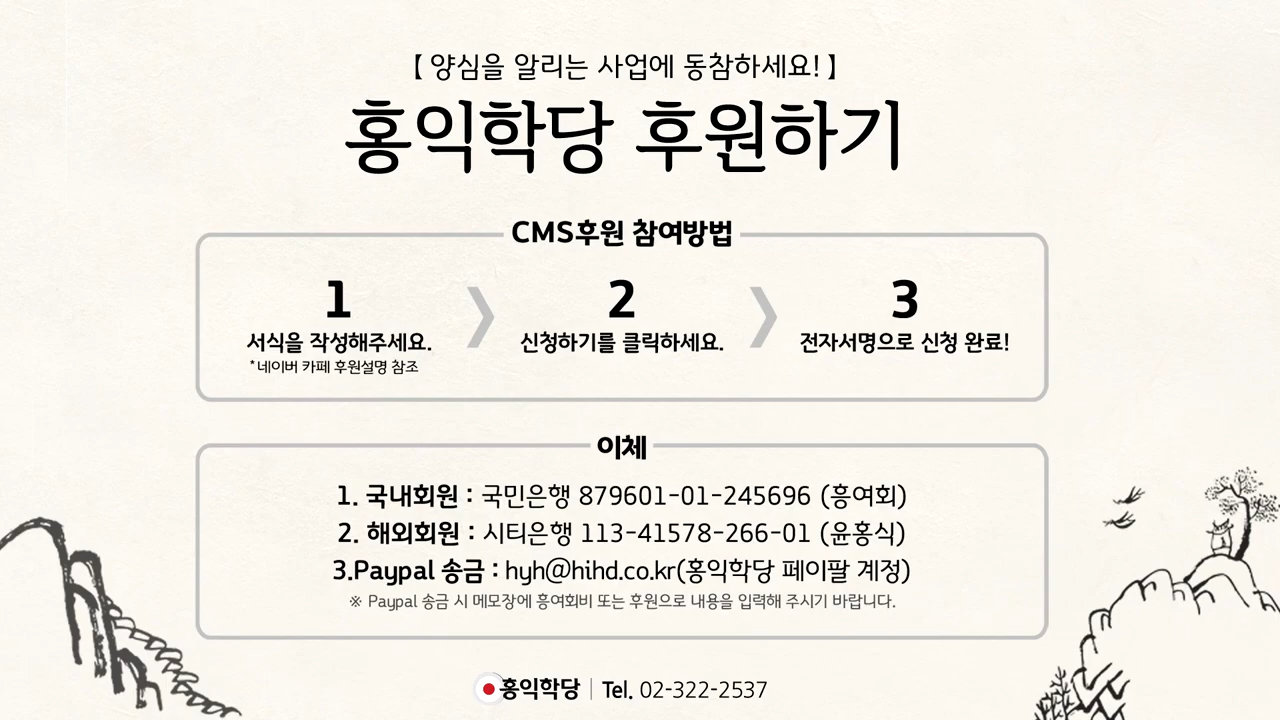 【 양심을 알리는 사업에 동참하세요! 】
홍익학당 후원하기
CMS후원 참여방법
1
서식을 작성해주세요.
*네이버 카페 후원설명 참조
2
신청하기를 클릭하세요.
3
전자서명으로 신청 완료!
이체
1. 국내회원 : 국민은행 879601-01-245696 (흥여회)
2. 해외회원 : 시티은행 113-41578-266-01 (윤홍식)
3.Paypal 송금 : hyh@hihd.co.kr(홍익학당 페이팔 계정)
※ Paypal 송금 시 메모장에 흥여회비 또는 후원으로 내용을 입력해 주시기 바랍니다.
홍익학당 | Tel. 02-322-2537